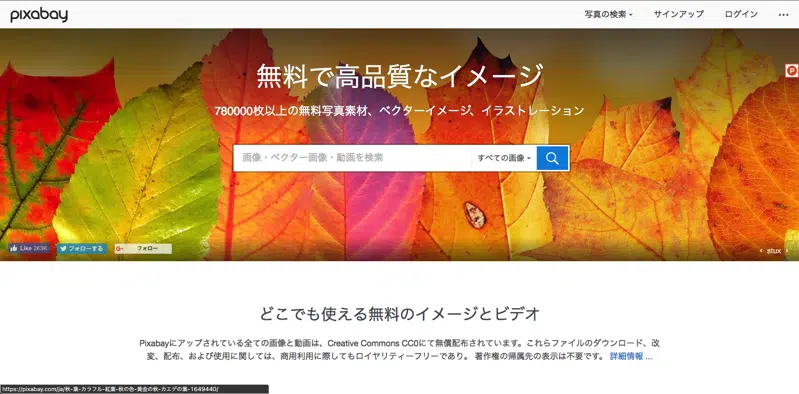 pixabay
写真の検索
サインアップ
ログイン
無料で高品質なイメージ
780000枚以上の無料写真素材、ベクターイメージ、イラストレーション
画像・ベクター画像・動画を検索
すべての画像
Like 263K
フォローする
G+
フォロー
‹ stux ›
どこでも使える無料のイメージとビデオ
Pixabayにアップされている全ての画像と動画は、Creative Commons CC0にて無償配布されています。これらファイルのダウンロード、改
変、配布、および使用に関しては、商用利用に際してもロイヤリティーフリーであり。 著作権の帰属先の表示は不要です。 詳細情報 ...
https://pixabay.com/ja/秋-葉-カラフル-紅葉-秋の色-黄金の秋-カエデの葉-1649440/